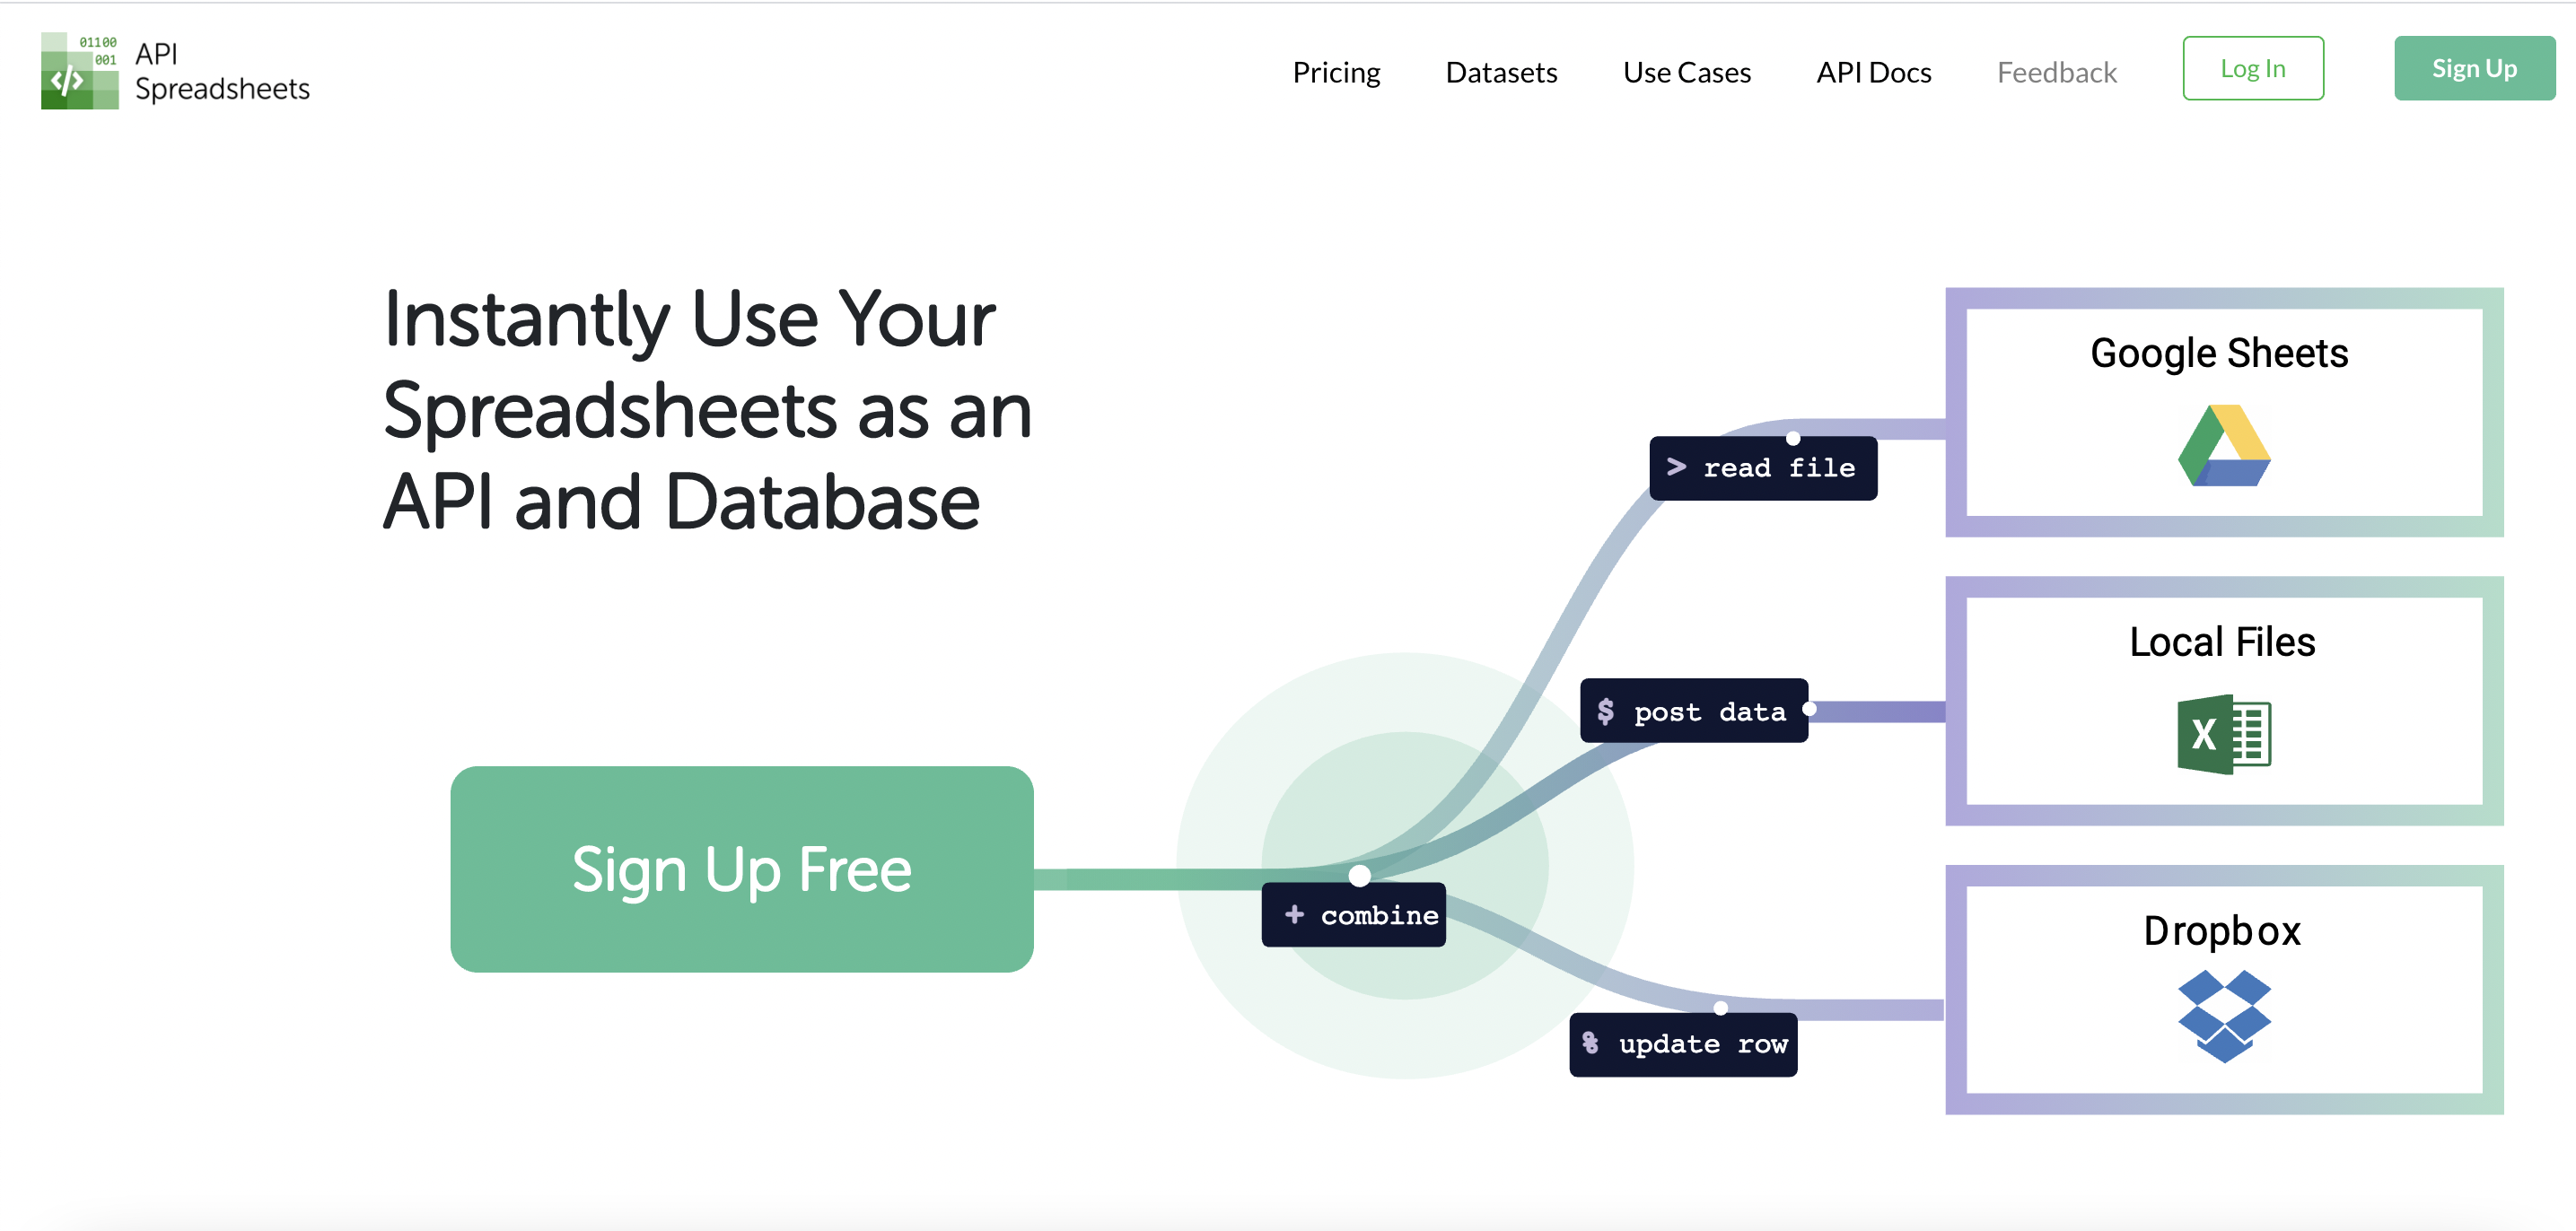 01100
001
API
Spreadsheets
Pricing
Datasets
Use Cases
API Docs
Feedback
Log In
Sign Up
Instantly Use Your
Spreadsheets as an
API and Database
Sign Up Free
+ combine
> read file
$ post data
% update row
Google Sheets
Local Files
X
Dropbox